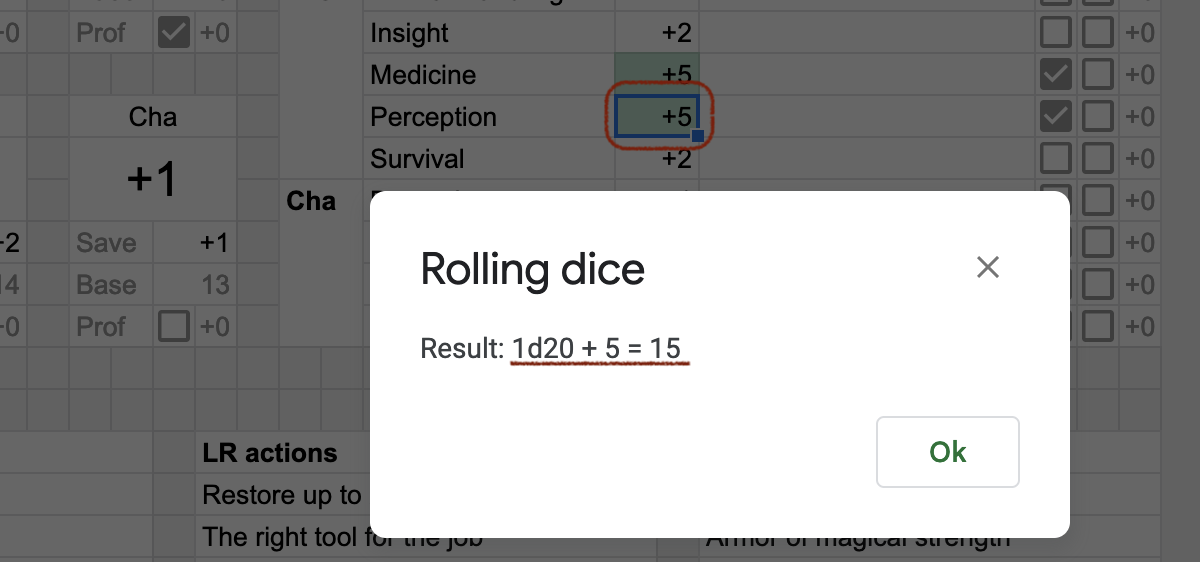 -0 Prof +0 Insight +2 +0
Medicine +5 +0
Cha Perception +5 +0
+1 Survival +2 +0
Cha +0
-2 Save +1 +0
14 Base 13 +0
-0 Prof +0 +0
Rolling dice
Result: 1d20 + 5 = 15
Ok
LR actions
Restore up to
The right tool for the job Armor of magical strength